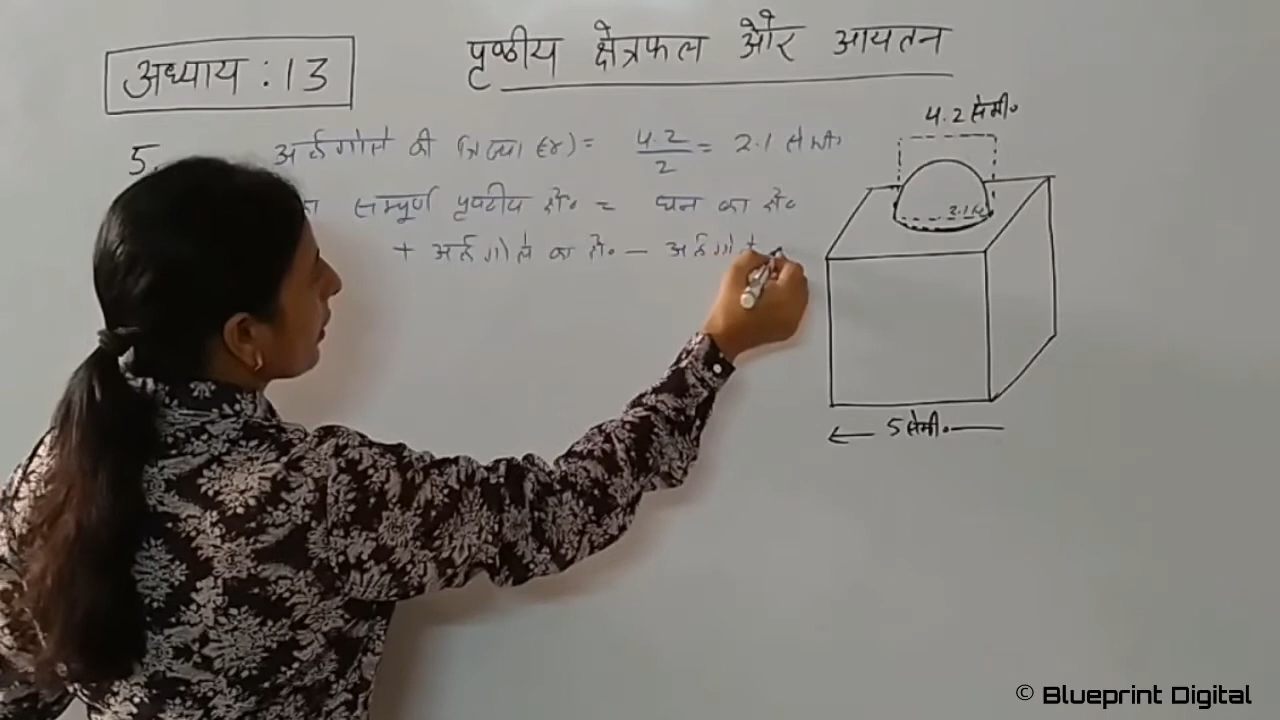 अध्याय : 13
पृष्ठीय क्षेत्रफल और आयतन
5. अर्द्धगोले की त्रिज्या (r) = 4.2/2 = 2.1 सेमी०
सम्पूर्ण पृष्ठीय क्षे० = घन का क्षे०
+ अर्द्धगोले का क्षे० – अर्द्धगोले
4.2 सेमी०
2.1
5 सेमी०
© Blueprint Digital